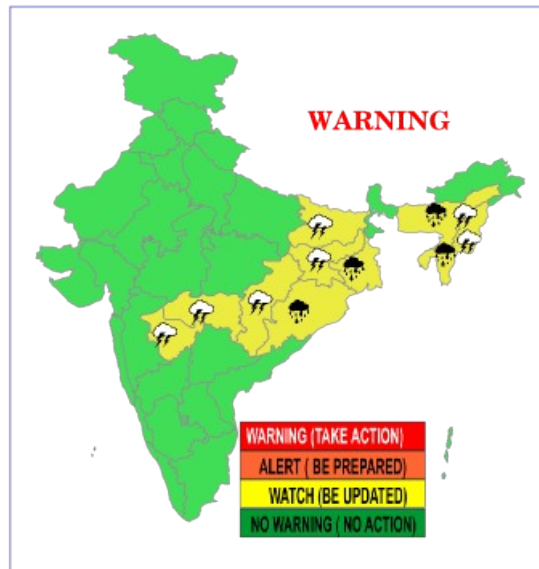 WARNING
WARNING (TAKE ACTION)
ALERT ( BE PREPARED)
WATCH (BE UPDATED)
NO WARNING ( NO ACTION)